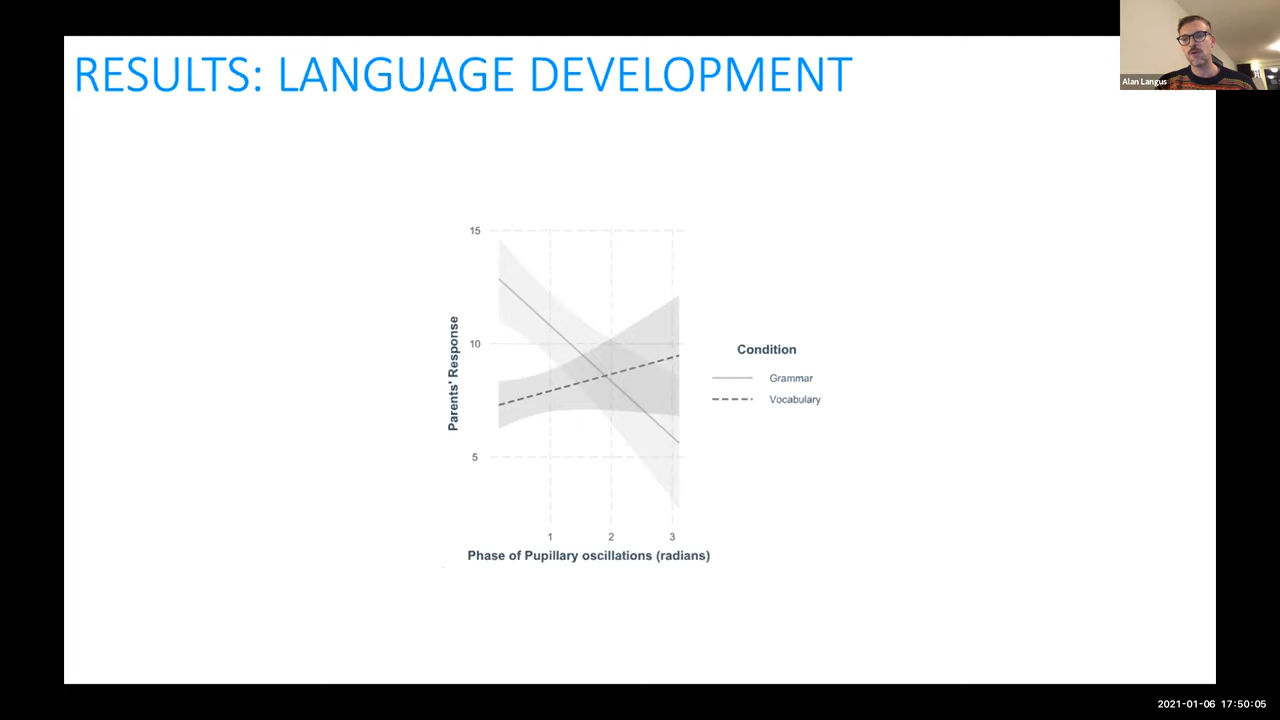 RESULTS: LANGUAGE DEVELOPMENT
Alan Langus
15
10
5
Parents' Response
1 2 3
Phase of Pupillary oscillations (radians)
Condition
Grammar
Vocabulary
2021-01-06 17:50:05